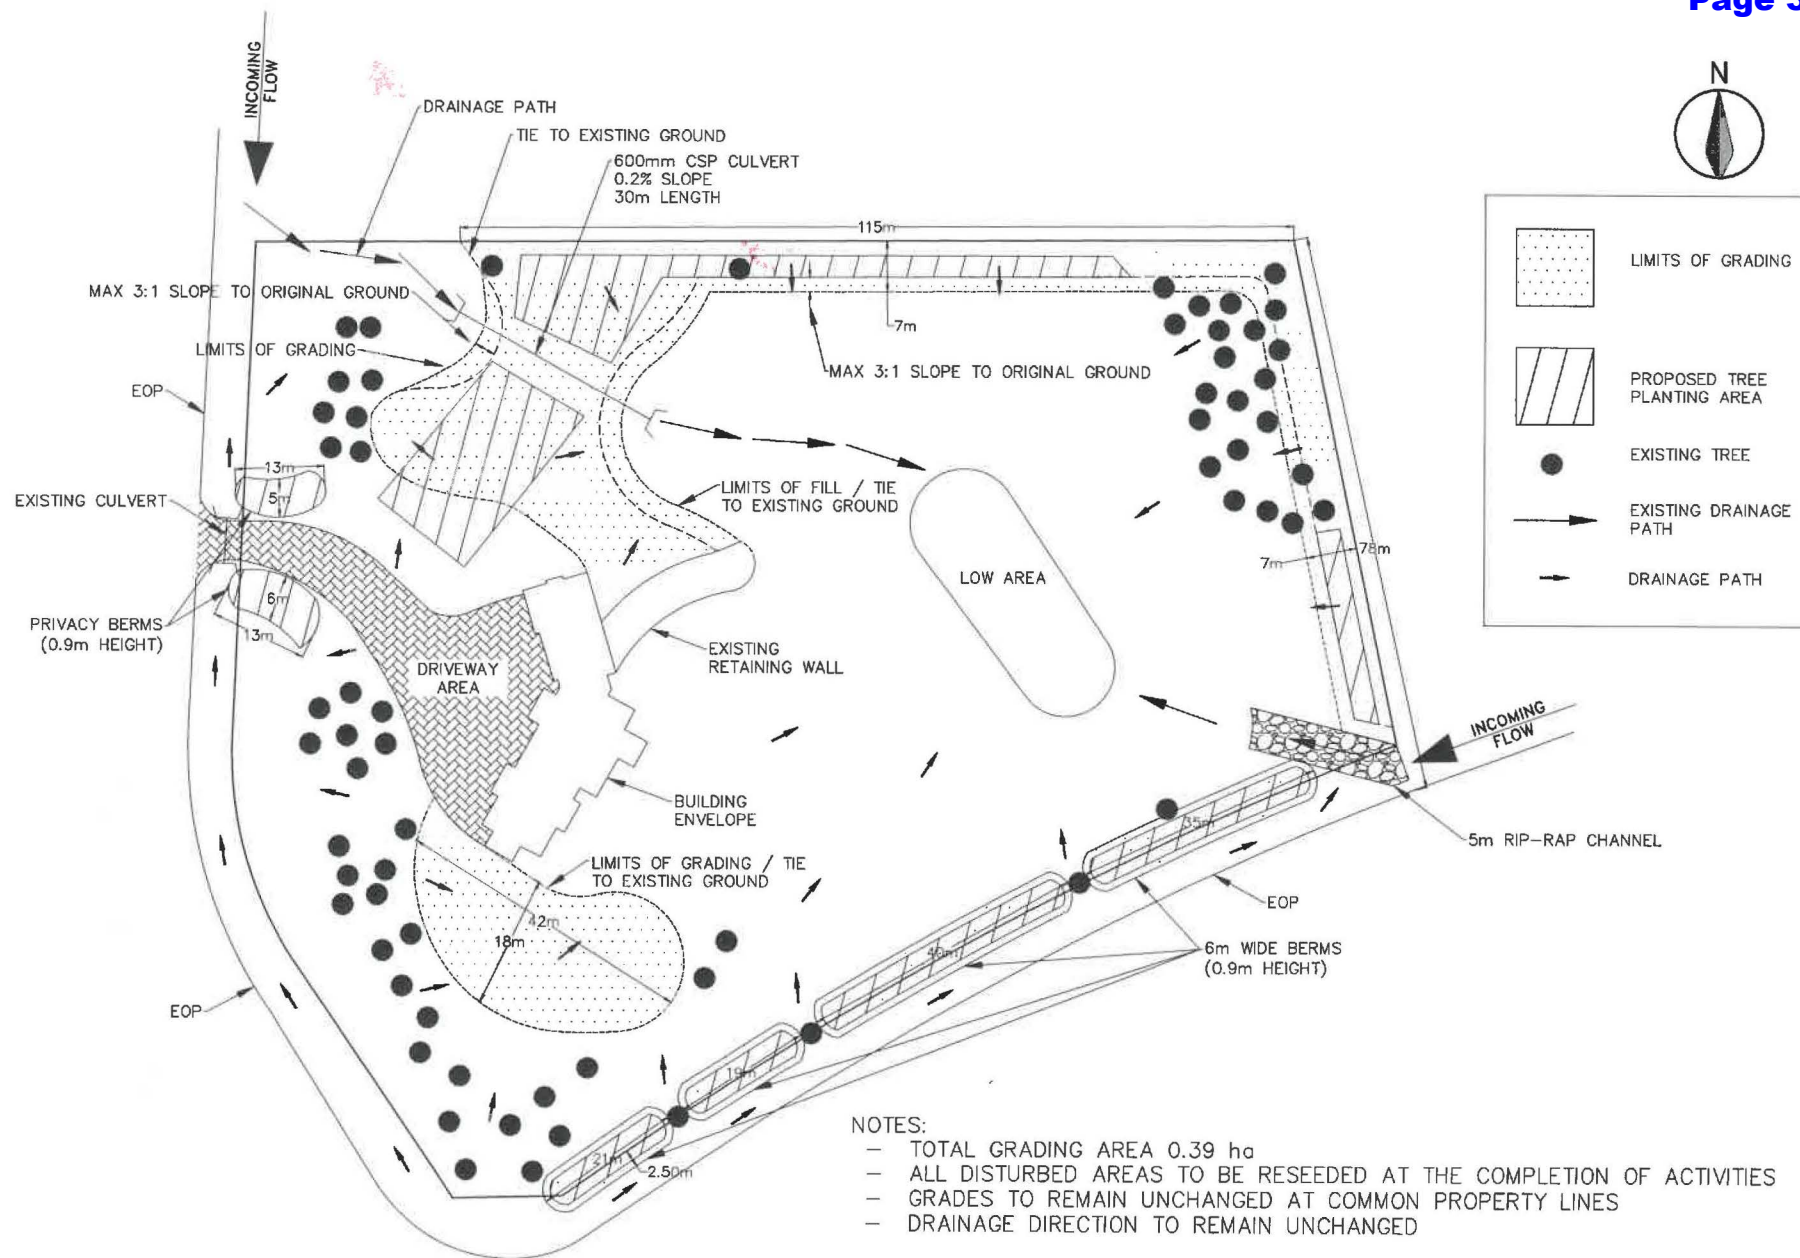 Page 3
INCOMING
FLOW
DRAINAGE PATH
TIE TO EXISTING GROUND
600mm CSP CULVERT
0.2% SLOPE
30m LENGTH
N
115m
LIMITS OF GRADING
MAX 3:1 SLOPE TO ORIGINAL GROUND
7m
LIMITS OF GRADING
MAX 3:1 SLOPE TO ORIGINAL GROUND
PROPOSED TREE
PLANTING AREA
EOP
EXISTING TREE
13m
5m
EXISTING CULVERT
LIMITS OF FILL / TIE
TO EXISTING GROUND
EXISTING DRAINAGE
PATH
7m
78m
LOW AREA
DRAINAGE PATH
6m
13m
PRIVACY BERMS
(0.9m HEIGHT)
EXISTING
RETAINING WALL
DRIVEWAY
AREA
INCOMING
FLOW
BUILDING
ENVELOPE
35m
5m RIP-RAP CHANNEL
LIMITS OF GRADING / TIE
TO EXISTING GROUND
EOP
42m
18m
40m
6m WIDE BERMS
(0.9m HEIGHT)
EOP
19m
21m
2.50m
NOTES:
– TOTAL GRADING AREA 0.39 ha
– ALL DISTURBED AREAS TO BE RESEEDED AT THE COMPLETION OF ACTIVITIES
– GRADES TO REMAIN UNCHANGED AT COMMON PROPERTY LINES
– DRAINAGE DIRECTION TO REMAIN UNCHANGED